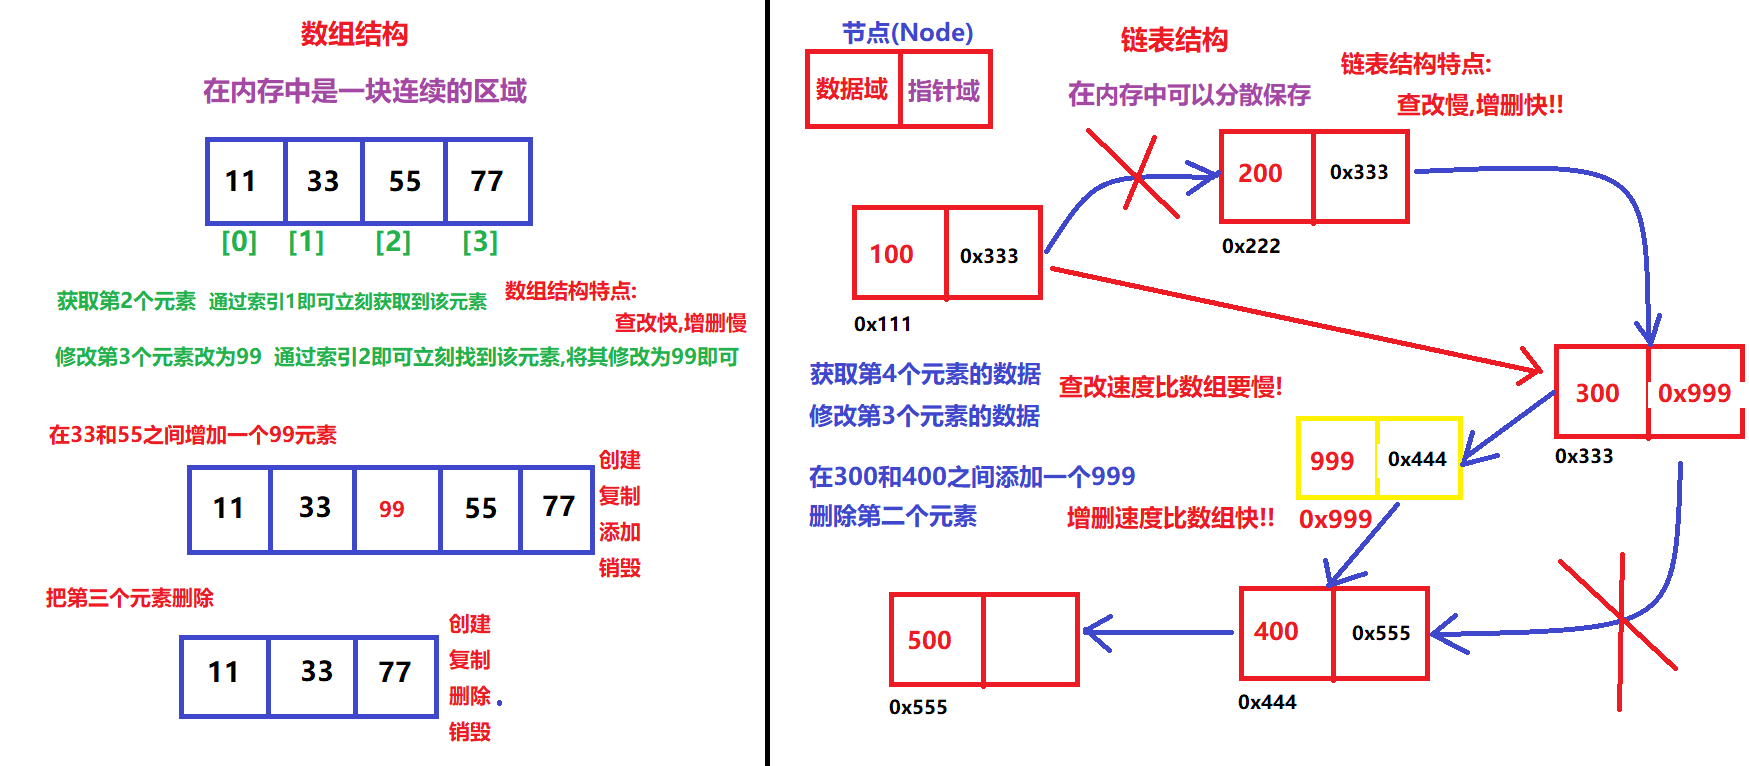 数组结构
在内存中是一块连续的区域
11 33 55 77
[0] [1] [2] [3]
获取第2个元素 通过索引1即可立刻获取到该元素
数组结构特点:
查改快,增删慢
修改第3个元素改为99 通过索引2即可立刻找到该元素,将其修改为99即可
在33和55之间增加一个99元素
11 33 99 55 77
创建
复制
添加
销毁
把第三个元素删除
11 33 77
创建
复制
删除
销毁
节点(Node)
数据域 指针域
链表结构
在内存中可以分散保存
链表结构特点:
查改慢,增删快!!
200 0x333
0x222
100 0x333
0x111
获取第4个元素的数据
修改第3个元素的数据
查改速度比数组要慢!
300 0x999
0x333
999 0x444
0x999
在300和400之间添加一个999
删除第二个元素
增删速度比数组快!!
500
0x555
400 0x555
0x444